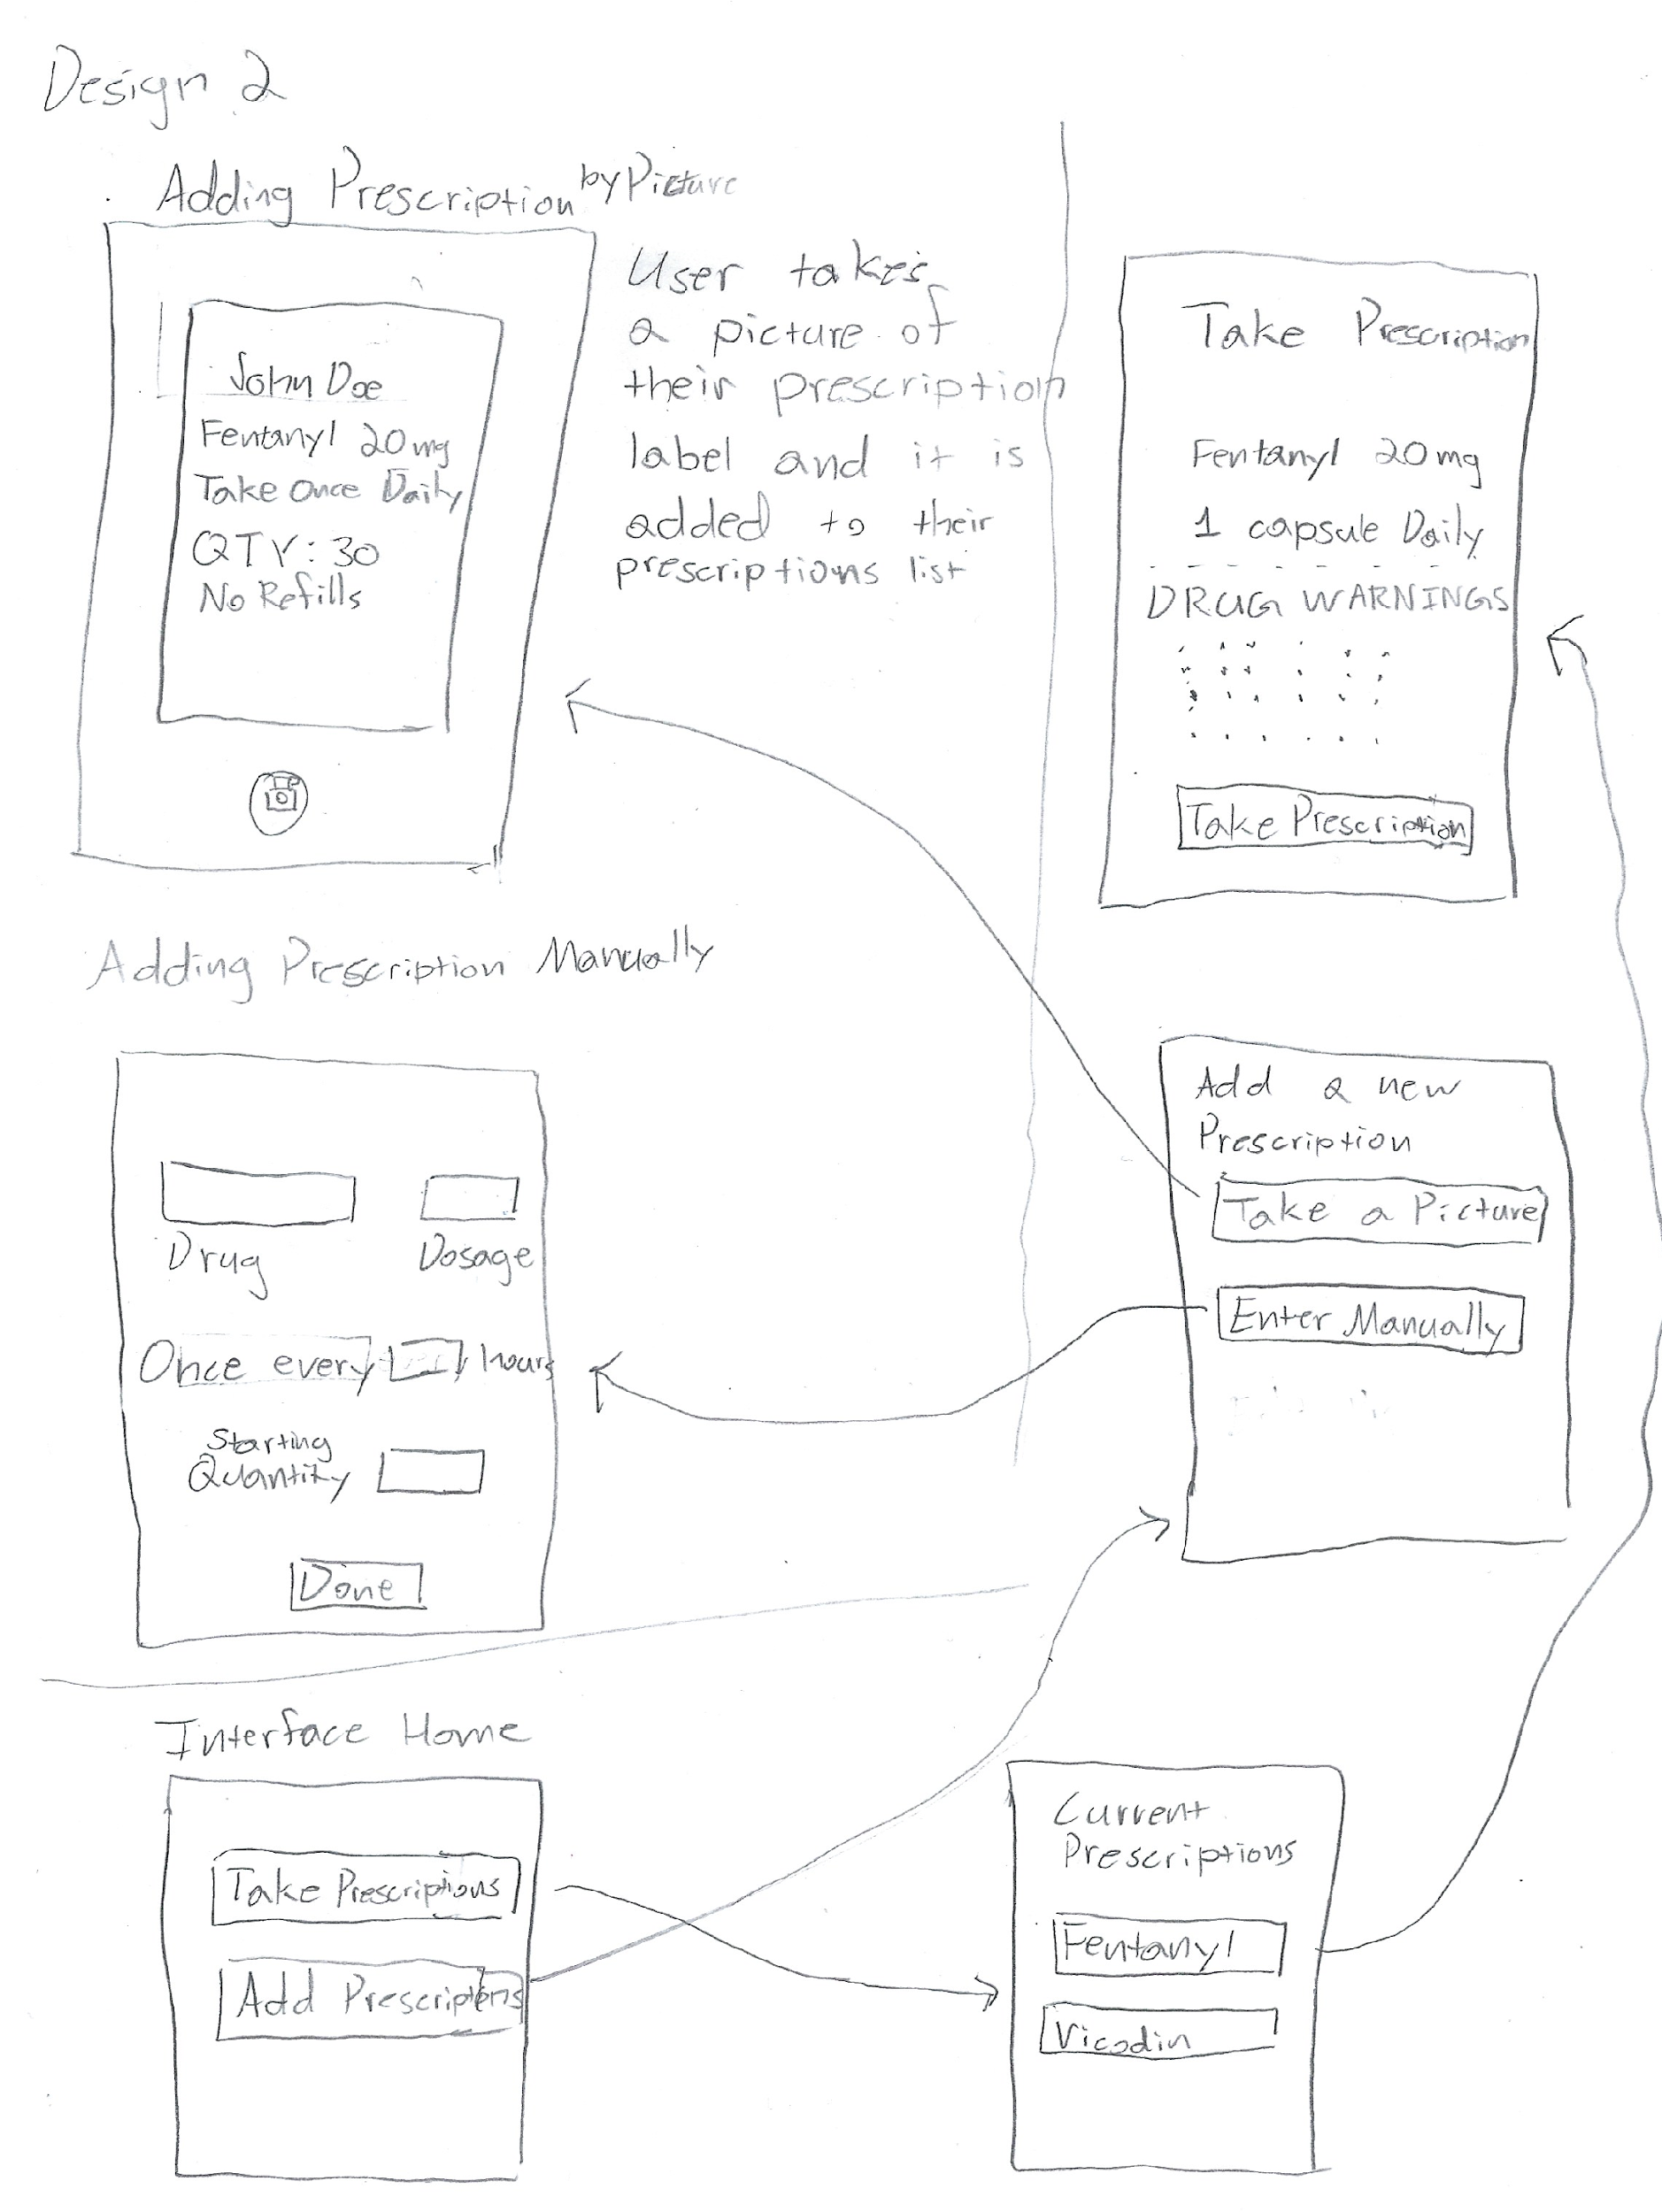 Design 2
Adding Prescription by Picture
John Doe
Fentanyl 20mg
Take Once Daily
QTY: 30
No Refills
User takes
a picture of
their prescription
label and it is
added to their
prescriptions list
Take Prescription
Fentanyl 20mg
1 capsule Daily
DRUG WARNINGS
Take Prescription
Adding Prescription Manually
Drug
Dosage
Once every hours
Starting
Quantity
Done
Add a new
Prescription
Take a Picture
Enter Manually
Interface Home
Take Prescriptions
Add Prescriptions
Current
Prescriptions
Fentanyl
Vicodin